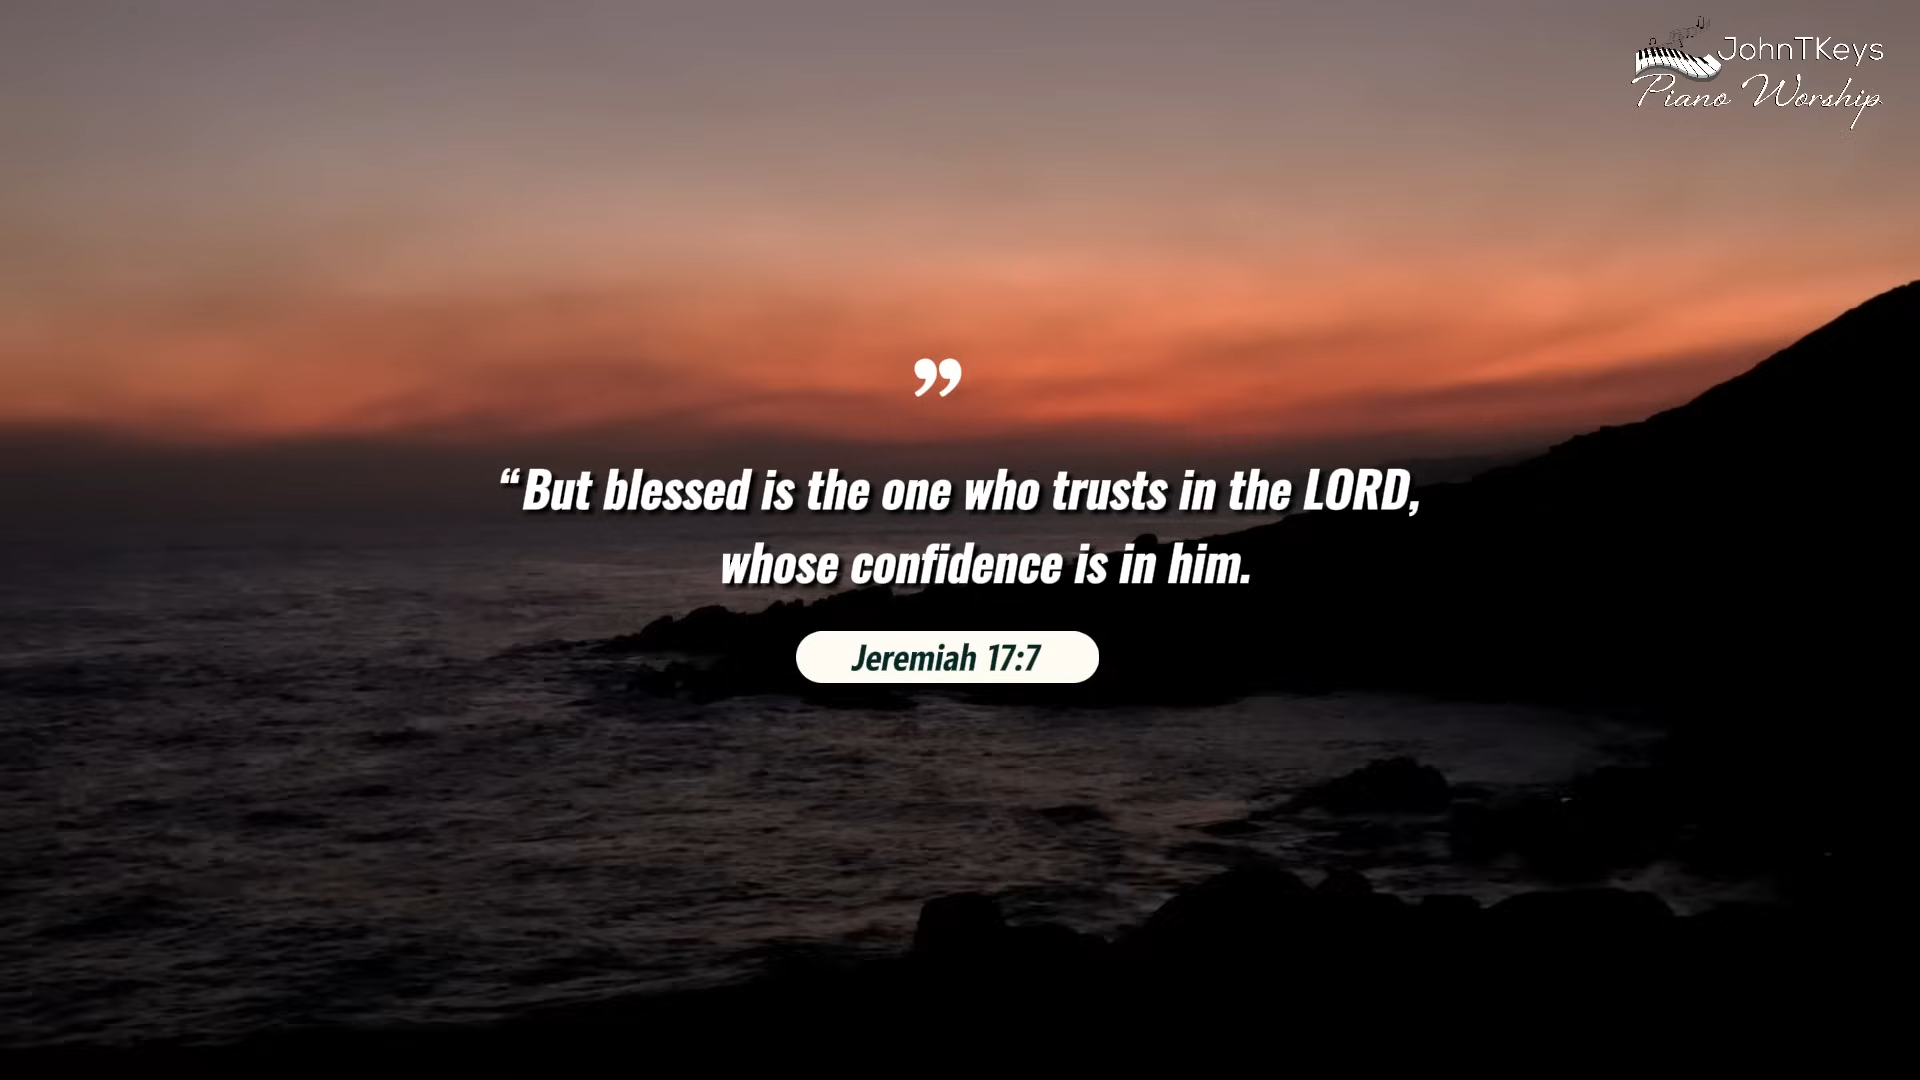 JohnTKeys
Piano Worship
”
“But blessed is the one who trusts in the LORD,
whose confidence is in him.
Jeremiah 17:7